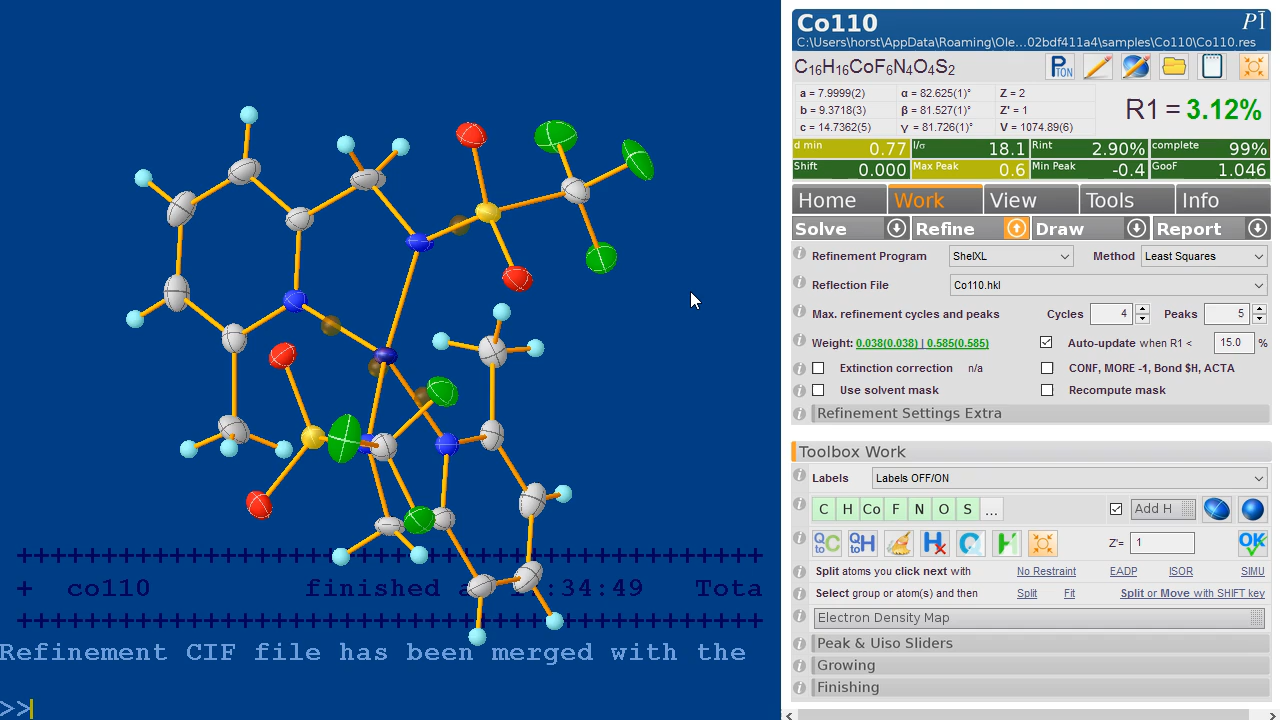 Co110
P1̄
C:\Users\horst\AppData\Roaming\Ole...02bdf411a4\samples\Co110\Co110.res
C16H16CoF6N4O4S2
PTON
a = 7.9999(2) α = 82.625(1)° Z = 2
b = 9.3718(3) β = 81.527(1)° Z' = 1
c = 14.7362(5) γ = 81.726(1)° V = 1074.89(6)
R1 = 3.12%
d min 0.77 I/σ 18.1 Rint 2.90% complete 99%
Shift 0.000 Max Peak 0.6 Min Peak -0.4 GooF 1.046
Home Work View Tools Info
Solve Refine Draw Report
Refinement Program ShelXL Method Least Squares
Reflection File Co110.hkl
Max. refinement cycles and peaks Cycles 4 Peaks 5
Weight: 0.038(0.038) | 0.585(0.585) Auto-update when R1 < 15.0 %
Extinction correction n/a CONF, MORE -1, Bond $H, ACTA
Use solvent mask Recompute mask
Refinement Settings Extra
Toolbox Work
Labels Labels OFF/ON
C H Co F N O S ... Add H
QtoC QtoH H Z'= 1 OK
Split atoms you click next with No Restraint EADP ISOR SIMU
Select group or atom(s) and then Split Fit Split or Move with SHIFT key
Electron Density Map
Peak & Uiso Sliders
Growing
Finishing
+++++++++++++++++++++++++++++++++++++++++++++
+ co110 finished :34:49 Tota
+++++++++++++++++++++++++++++++++++++++++++++
Refinement CIF file has been merged with the
>>